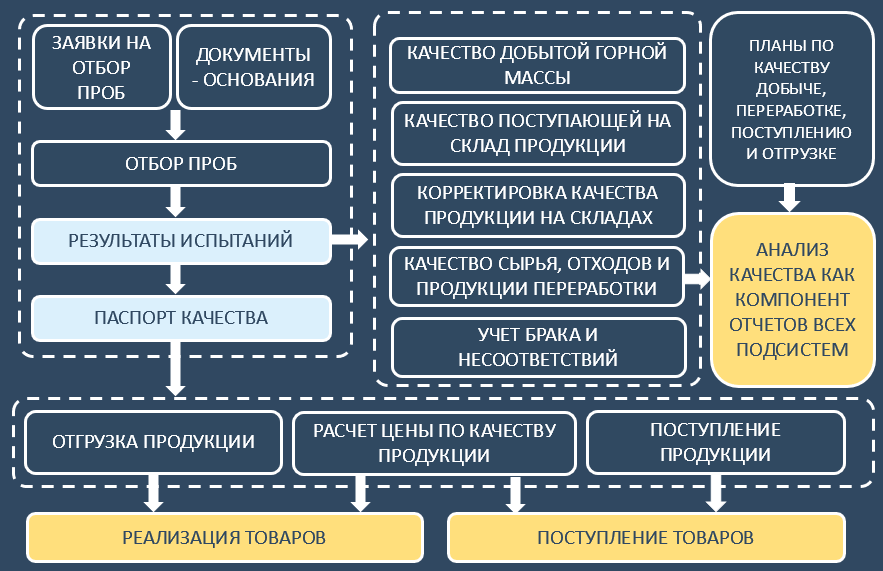 ЗАЯВКИ НА
ОТБОР
ПРОБ
ДОКУМЕНТЫ
- ОСНОВАНИЯ
ОТБОР ПРОБ
РЕЗУЛЬТАТЫ ИСПЫТАНИЙ
ПАСПОРТ КАЧЕСТВА
КАЧЕСТВО ДОБЫТОЙ ГОРНОЙ
МАССЫ
КАЧЕСТВО ПОСТУПАЮЩЕЙ НА
СКЛАД ПРОДУКЦИИ
КОРРЕКТИРОВКА КАЧЕСТВА
ПРОДУКЦИИ НА СКЛАДАХ
КАЧЕСТВО СЫРЬЯ, ОТХОДОВ И
ПРОДУКЦИИ ПЕРЕРАБОТКИ
УЧЕТ БРАКА И
НЕСООТВЕТСТВИЙ
ПЛАНЫ ПО
КАЧЕСТВУ
ДОБЫЧЕ,
ПЕРЕРАБОТКЕ,
ПОСТУПЛЕНИЮ
И ОТГРУЗКЕ
АНАЛИЗ
КАЧЕСТВА КАК
КОМПОНЕНТ
ОТЧЕТОВ ВСЕХ
ПОДСИСТЕМ
ОТГРУЗКА ПРОДУКЦИИ
РАСЧЕТ ЦЕНЫ ПО КАЧЕСТВУ
ПРОДУКЦИИ
ПОСТУПЛЕНИЕ
ПРОДУКЦИИ
РЕАЛИЗАЦИЯ ТОВАРОВ
ПОСТУПЛЕНИЕ ТОВАРОВ